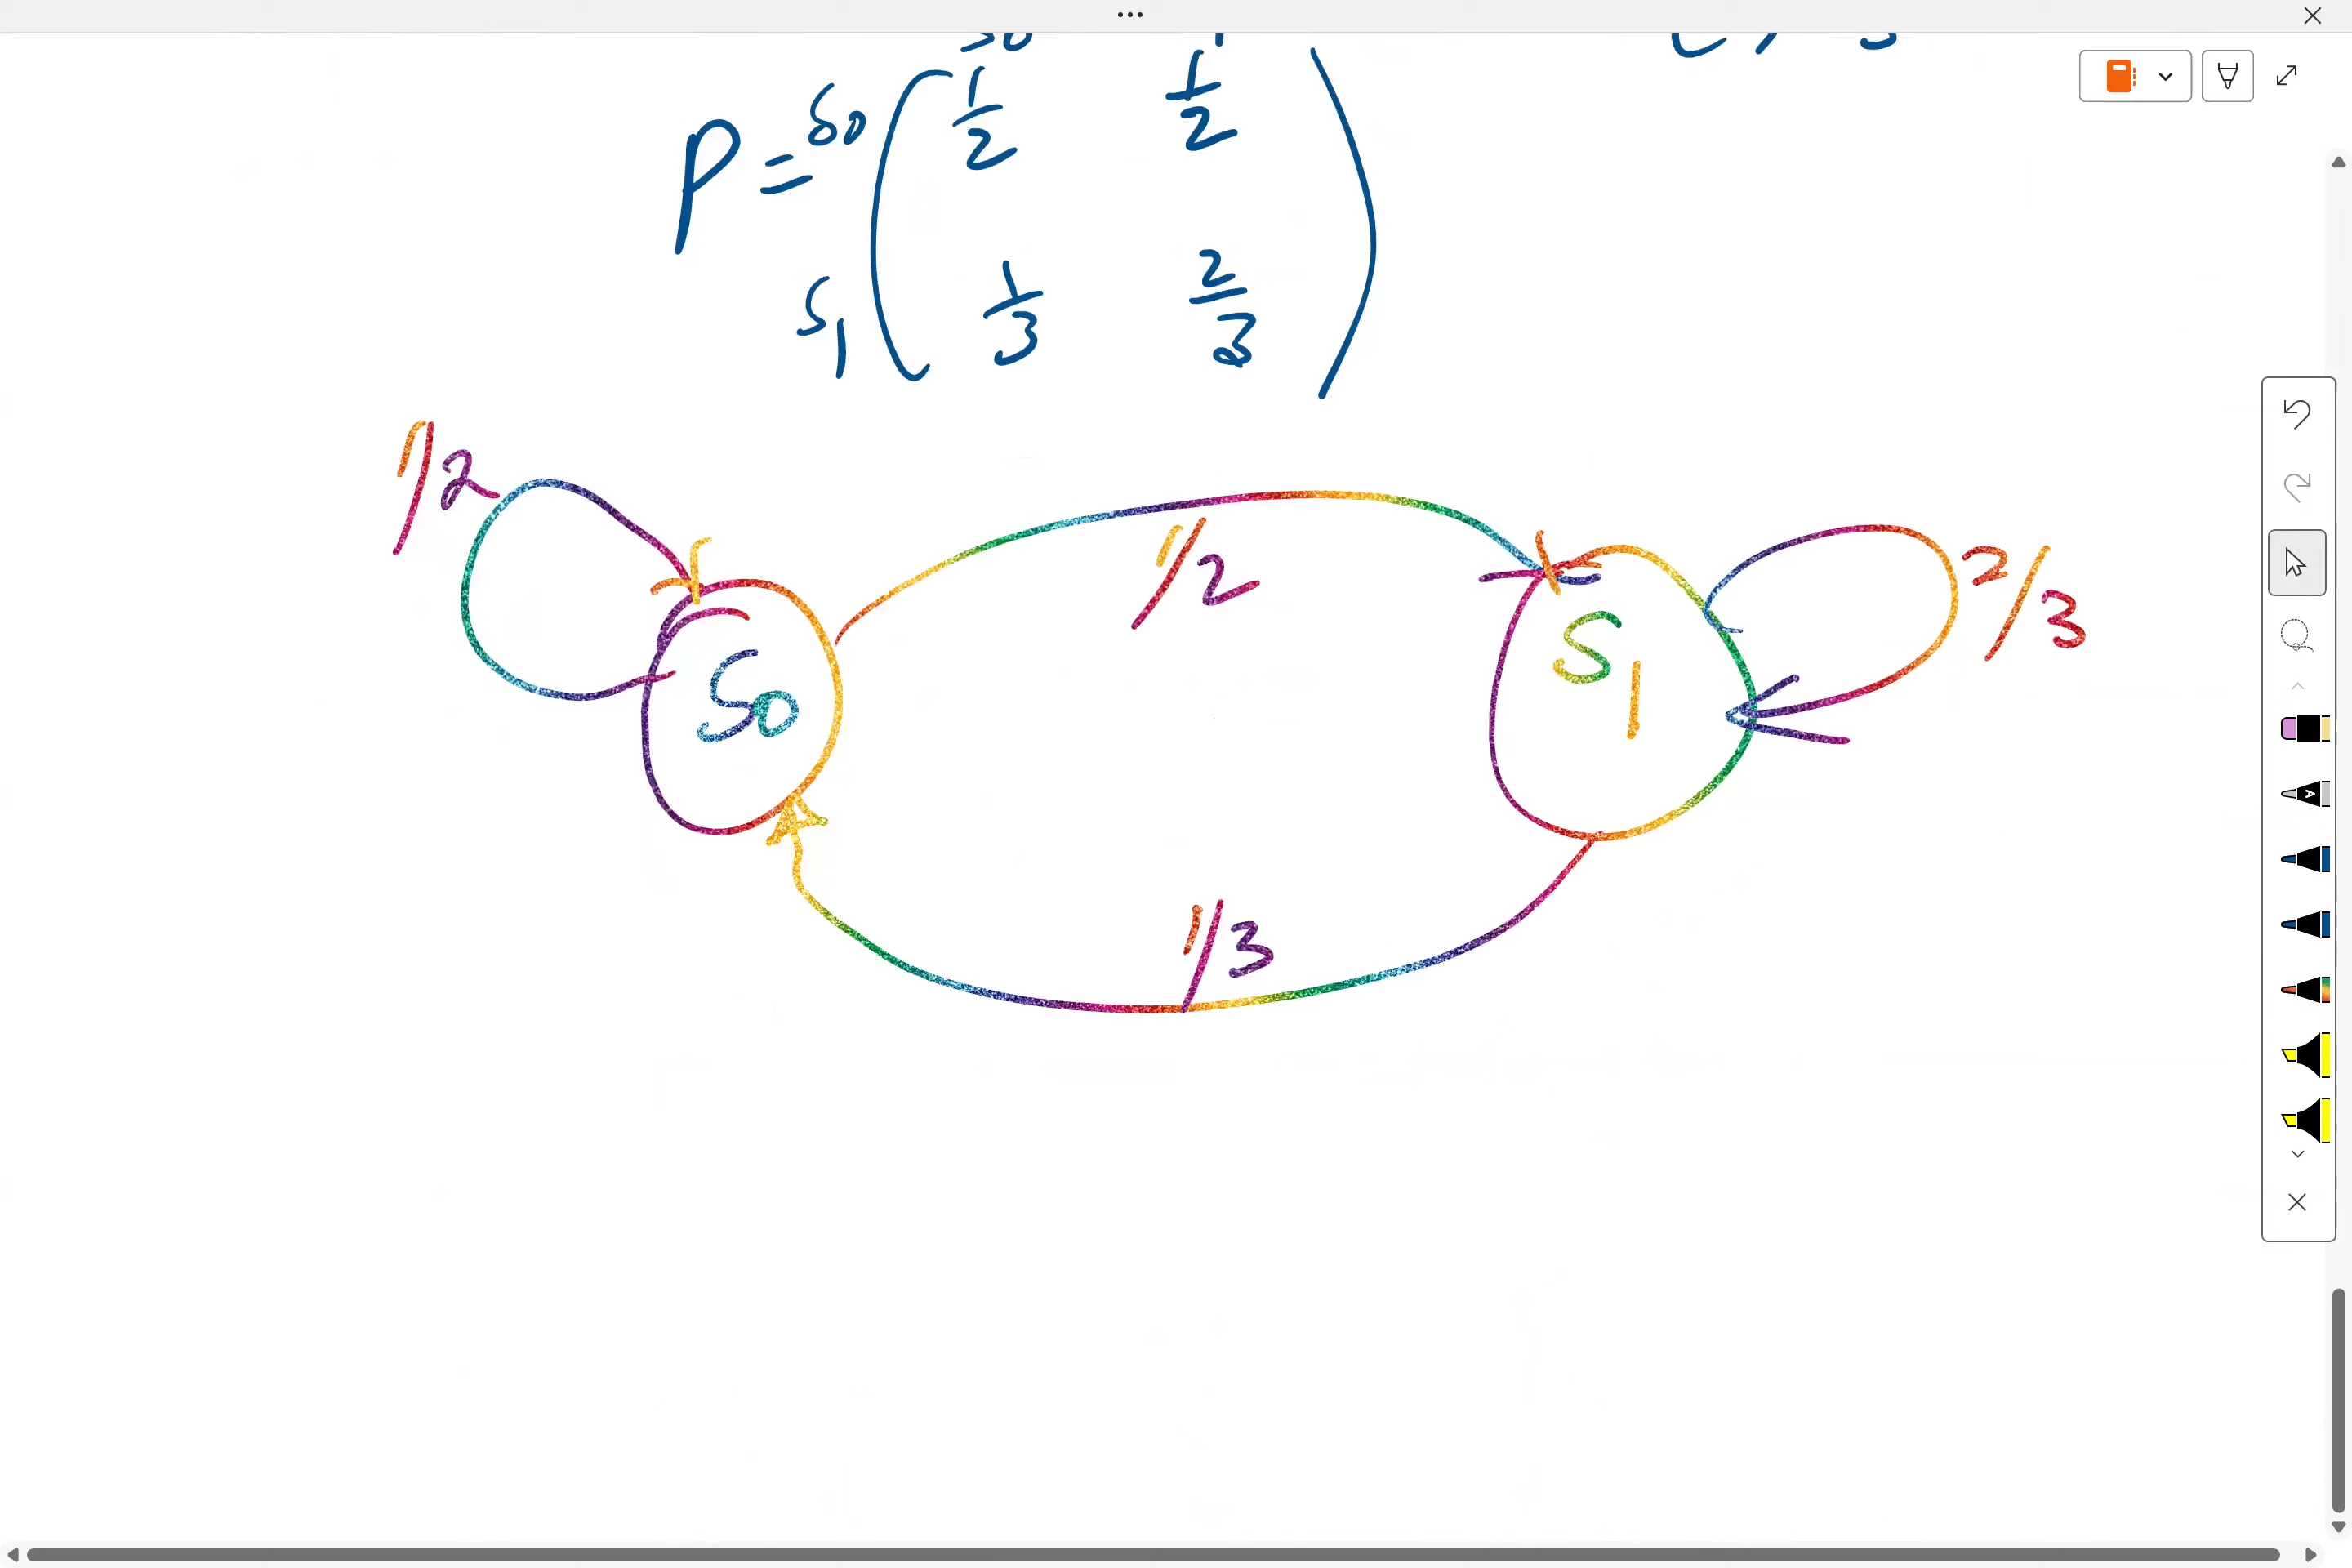 S0 1/2 1/2
P =
S1 1/3 2/3
1/2
1/2
2/3
S0
S1
1/3